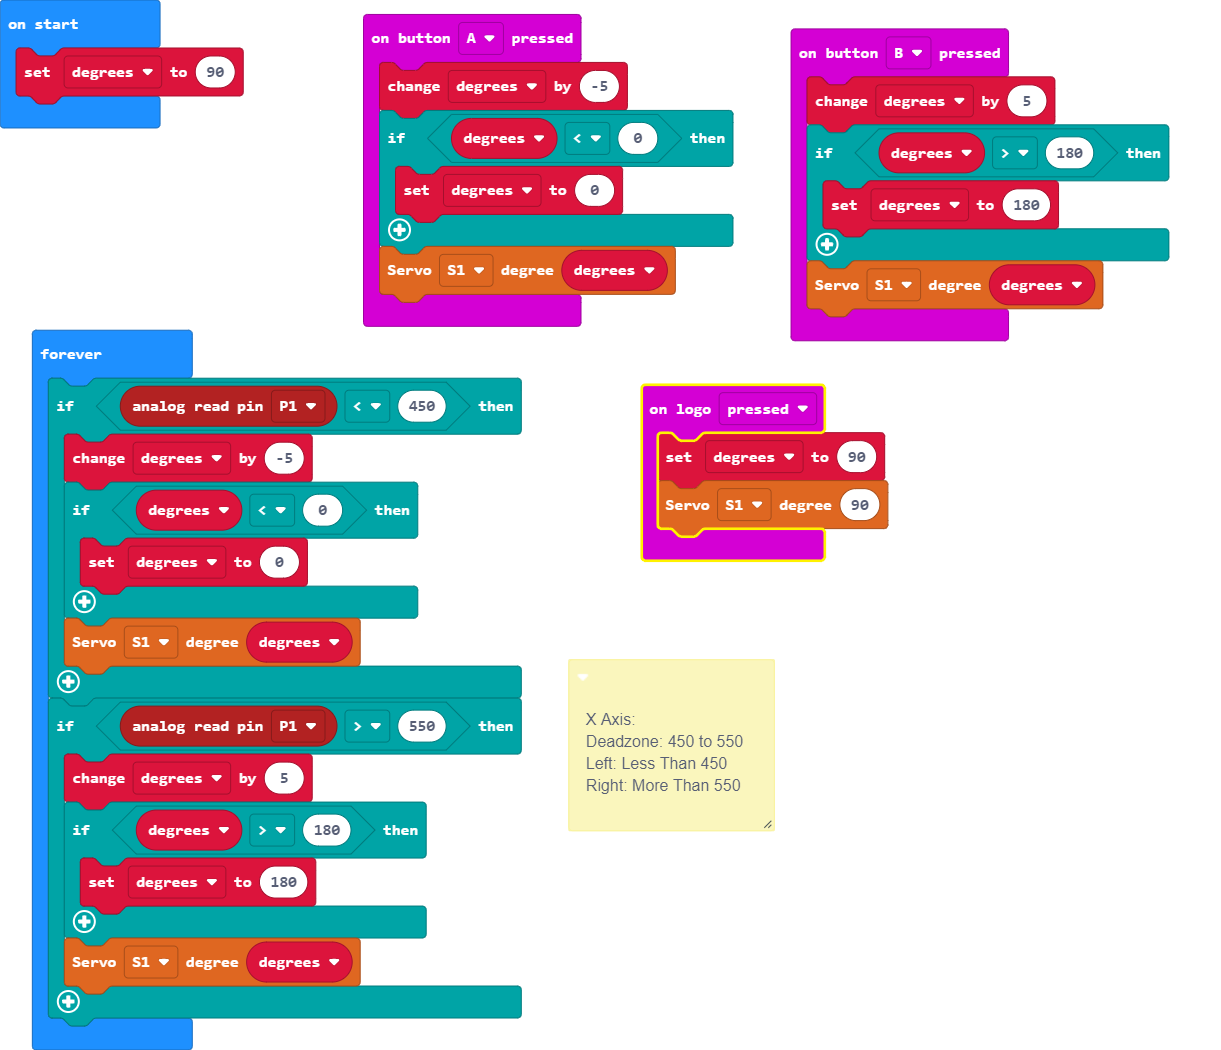 on start
set degrees to 90
on button A pressed
change degrees by -5
if degrees < 0 then
set degrees to 0
Servo S1 degree degrees
on button B pressed
change degrees by 5
if degrees > 180 then
set degrees to 180
Servo S1 degree degrees
forever
if analog read pin P1 < 450 then
change degrees by -5
if degrees < 0 then
set degrees to 0
Servo S1 degree degrees
if analog read pin P1 > 550 then
change degrees by 5
if degrees > 180 then
set degrees to 180
Servo S1 degree degrees
on logo pressed
set degrees to 90
Servo S1 degree 90
X Axis:
Deadzone: 450 to 550
Left: Less Than 450
Right: More Than 550